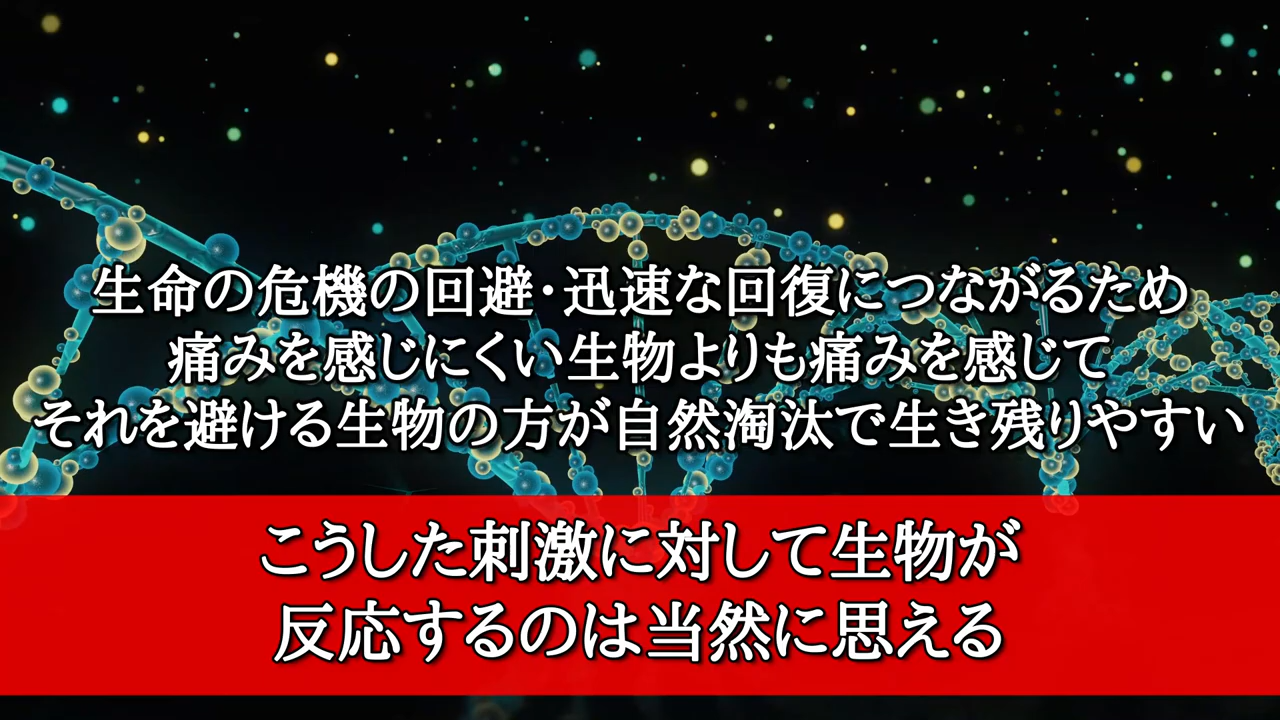 生命の危機の回避・迅速な回復につながるため
痛みを感じにくい生物よりも痛みを感じて
それを避ける生物の方が自然淘汰で生き残りやすい
こうした刺激に対して生物が
反応するのは当然に思える